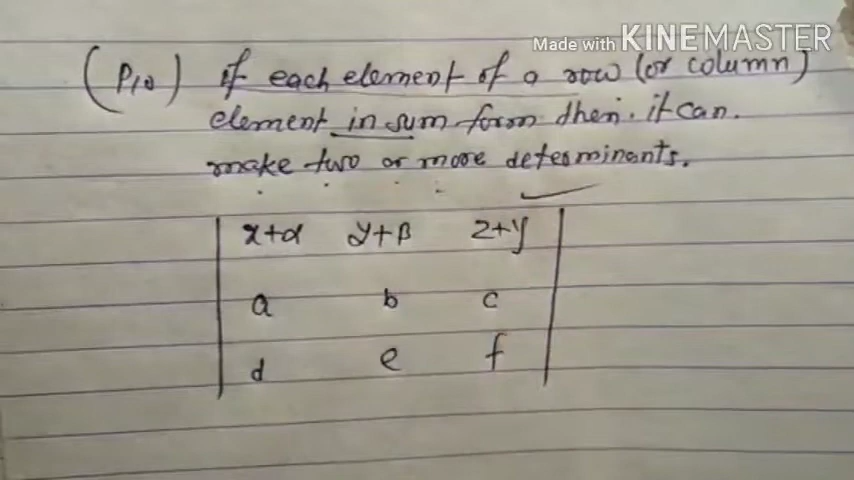 Made with KINEMASTER
(P10) if each element of a row (or column)
element in sum form then. it can.
make two or more determinants.
x+α y+β z+γ
a b c
d e f